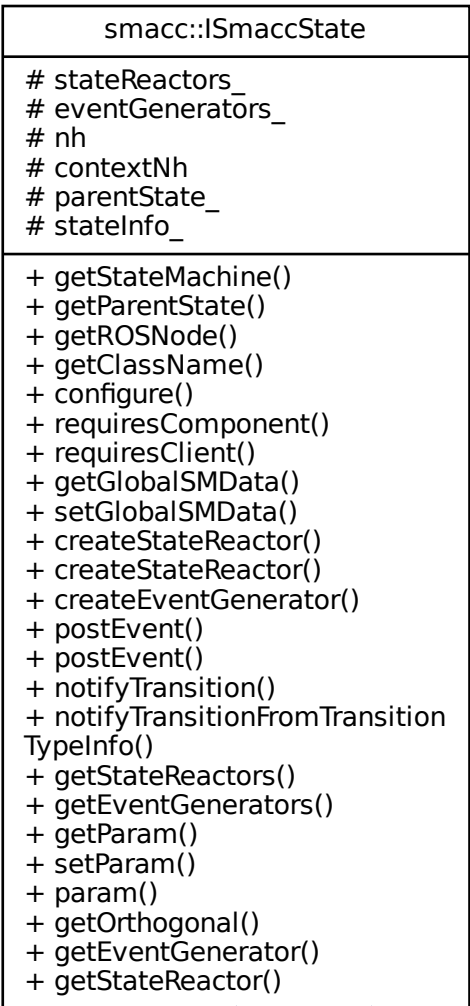 smacc::ISmaccState
# stateReactors_
# eventGenerators_
# nh
# contextNh
# parentState_
# stateInfo_
+ getStateMachine()
+ getParentState()
+ getROSNode()
+ getClassName()
+ configure()
+ requiresComponent()
+ requiresClient()
+ getGlobalSMData()
+ setGlobalSMData()
+ createStateReactor()
+ createStateReactor()
+ createEventGenerator()
+ postEvent()
+ postEvent()
+ notifyTransition()
+ notifyTransitionFromTransition
TypeInfo()
+ getStateReactors()
+ getEventGenerators()
+ getParam()
+ setParam()
+ param()
+ getOrthogonal()
+ getEventGenerator()
+ getStateReactor()